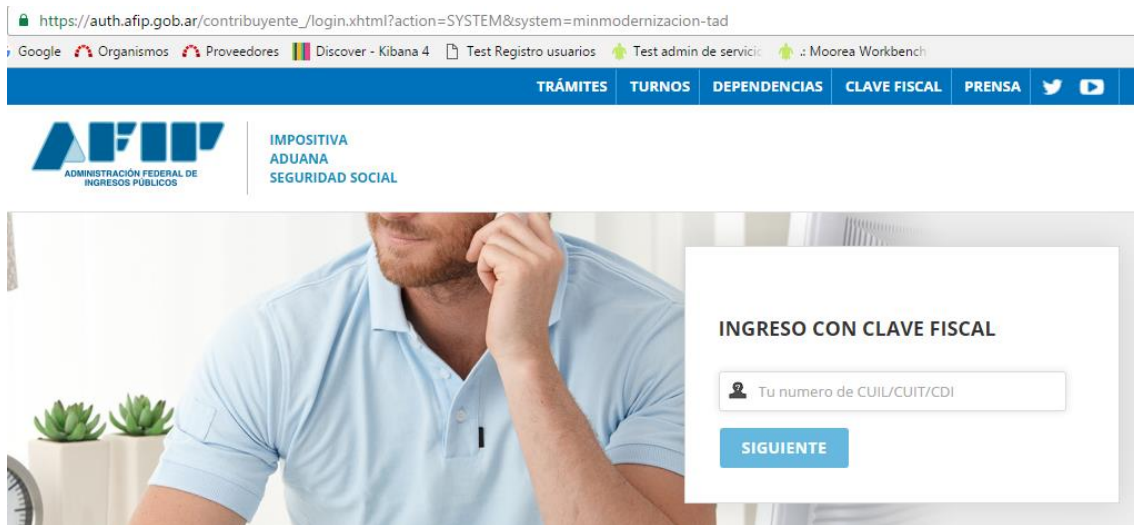 https://auth.afip.gob.ar/contribuyente_/login.xhtml?action=SYSTEM&system=minmodernizacion-tad
Google Organismos Proveedores Discover - Kibana 4 Test Registro usuarios Test admin de servicic .: Moorea Workbench
TRÁMITES TURNOS DEPENDENCIAS CLAVE FISCAL PRENSA
AFIP
ADMINISTRACIÓN FEDERAL DE
INGRESOS PÚBLICOS
IMPOSITIVA
ADUANA
SEGURIDAD SOCIAL
INGRESO CON CLAVE FISCAL
Tu numero de CUIL/CUIT/CDI
SIGUIENTE